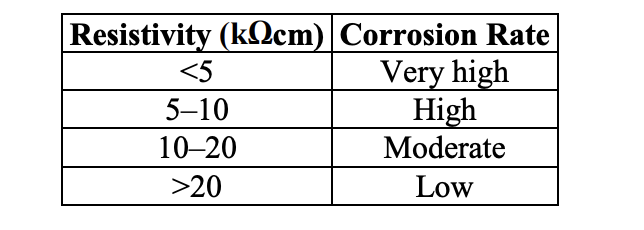 Resistivity (kΩcm) Corrosion Rate
<5 Very high
5–10 High
10–20 Moderate
>20 Low